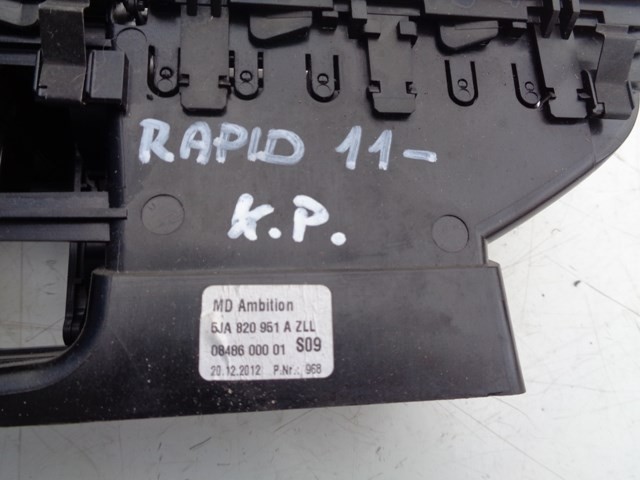 RAPID 11-
K.P.
MD Ambition
5JA 820 951 A ZLL
08486 000 01 S09
20.12.2012 P.Nr.: 968